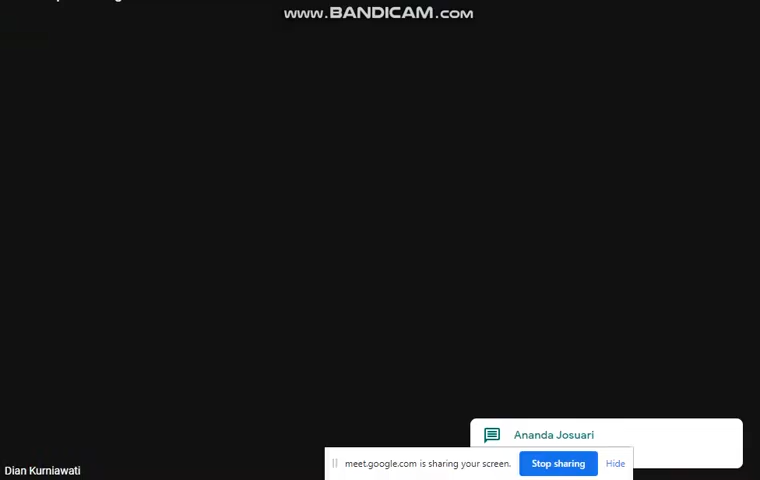 www.BANDICAM.com
Ananda Josuari
meet.google.com is sharing your screen.
Stop sharing
Hide
Dian Kurniawati